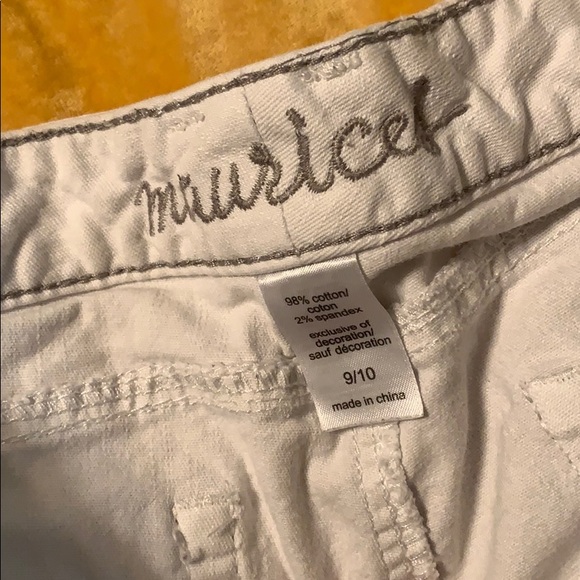 maurices
98% cotton/
coton
2% spandex
exclusive of
decoration/
sauf décoration
9/10
made in china